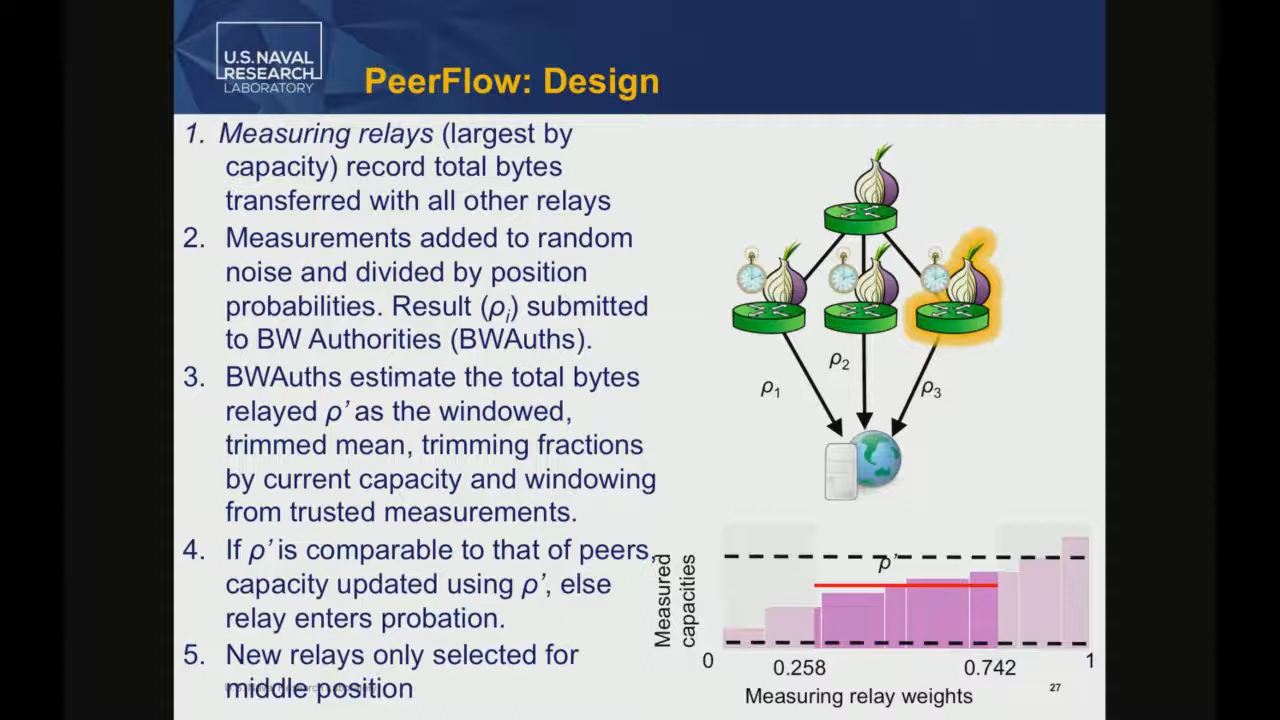 U.S. NAVAL
RESEARCH
LABORATORY
PeerFlow: Design
1. Measuring relays (largest by
capacity) record total bytes
transferred with all other relays
2. Measurements added to random
noise and divided by position
probabilities. Result (ρi) submitted
to BW Authorities (BWAuths).
3. BWAuths estimate the total bytes
relayed ρ’ as the windowed,
trimmed mean, trimming fractions
by current capacity and windowing
from trusted measurements.
4. If ρ’ is comparable to that of peers,
capacity updated using ρ’, else
relay enters probation.
5. New relays only selected for
middle position
U.S. Naval Research Laboratory
ρ1
ρ2
ρ3
Measured
capacities
ρ’
0
0.258
0.742
1
Measuring relay weights
27